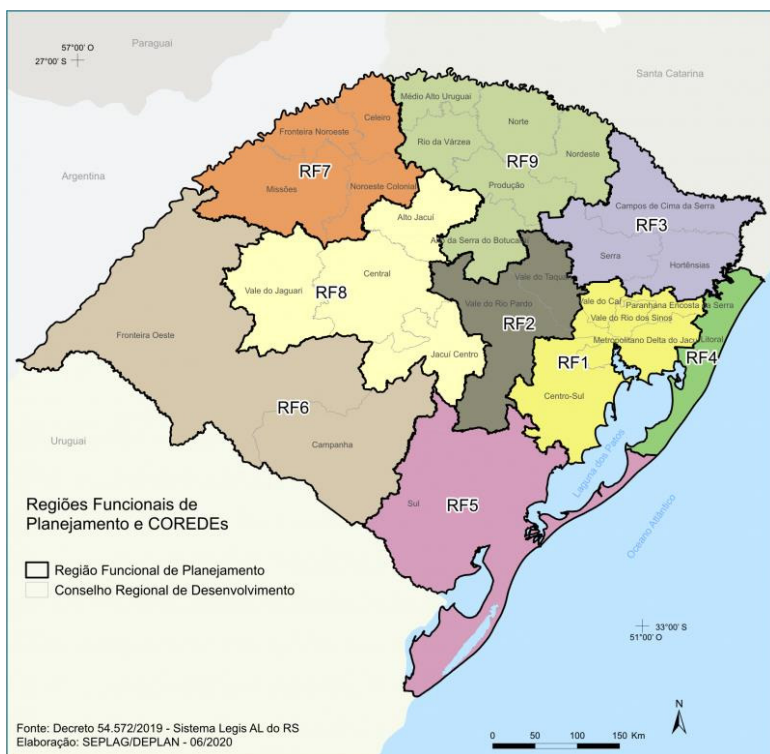 Paraguai
57°00' O
27°00' S
Santa Catarina
Argentina
Médio Alto Uruguai
Norte
Celeiro
Fronteira Noroeste
Rio da Várzea
Nordeste
RF9
RF7
Missões
Noroeste Colonial
Produção
Campos de Cima da Serra
Alto Jacuí
RF3
Alto da Serra do Botucaraí
Serra
Hortênsias
Central
Vale do Taquari
Vale do Jaguari
RF8
Vale do Rio Pardo
Vale do Caí
Paranhana Encosta da Serra
Vale do Rio dos Sinos
RF2
Fronteira Oeste
Metropolitano Delta do Jacuí
Litoral
RF4
Jacuí Centro
RF1
Centro-Sul
RF6
Uruguai
Campanha
Laguna dos Patos
Regiões Funcionais de
Planejamento e COREDEs
Sul
RF5
Oceano Atlântico
Região Funcional de Planejamento
Conselho Regional de Desenvolvimento
33°00' S
51°00' O
N
Fonte: Decreto 54.572/2019 - Sistema Legis AL do RS
Elaboração: SEPLAG/DEPLAN - 06/2020
0 50 100 150 Km